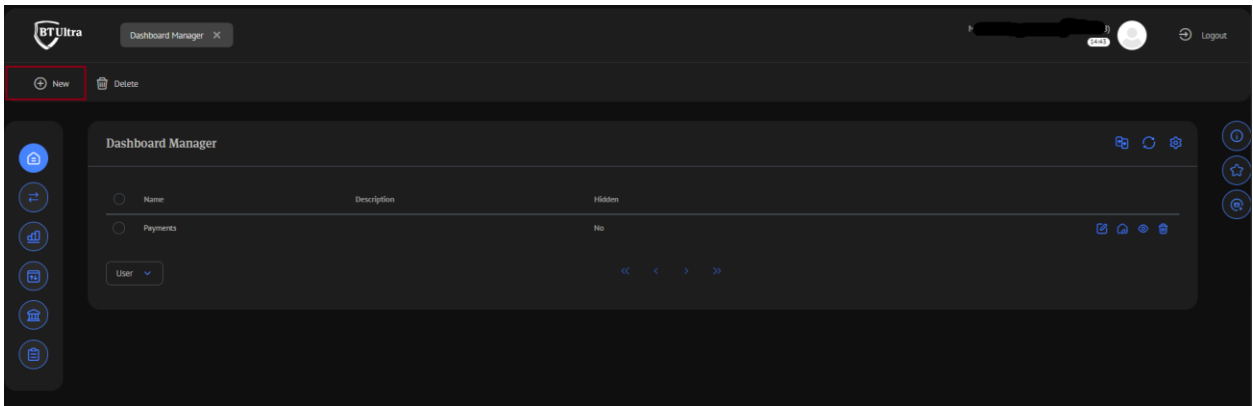 BT Ultra
Dashboard Manager
14:43
Logout
New
Delete
Dashboard Manager
Name Description Hidden
Payments No
User